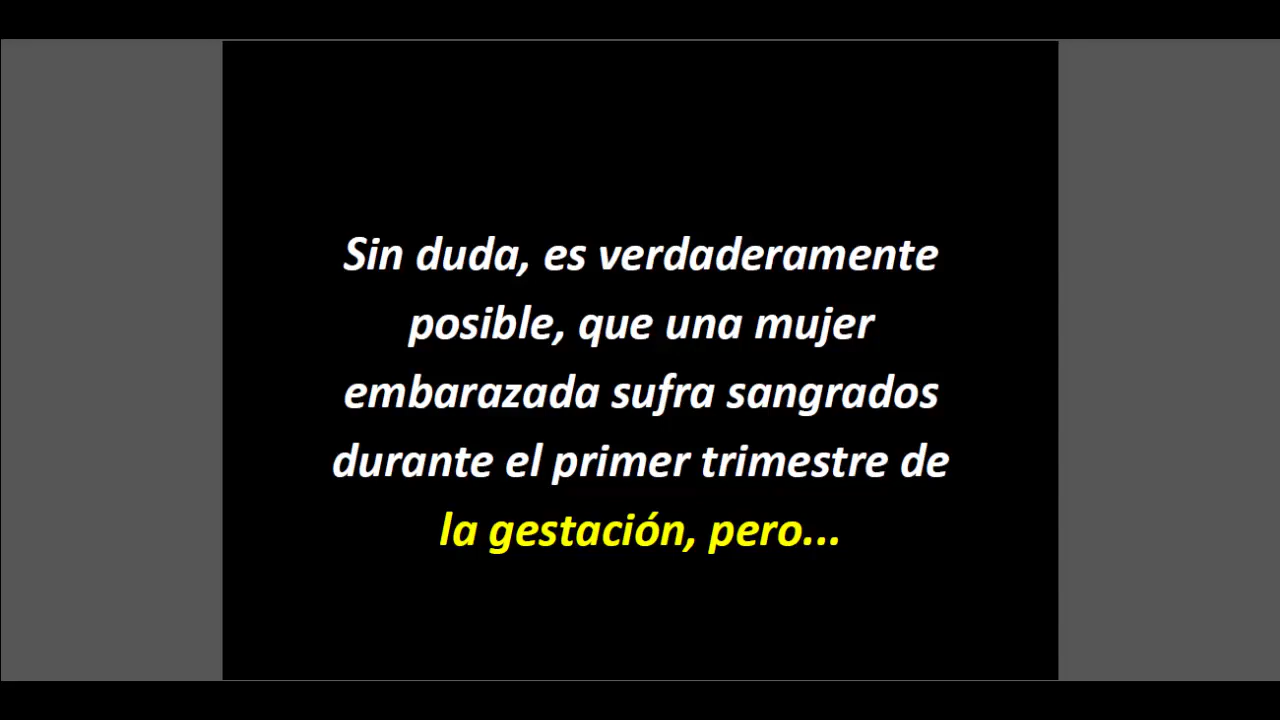 Sin duda, es verdaderamente
posible, que una mujer
embarazada sufra sangrados
durante el primer trimestre de
la gestación, pero...